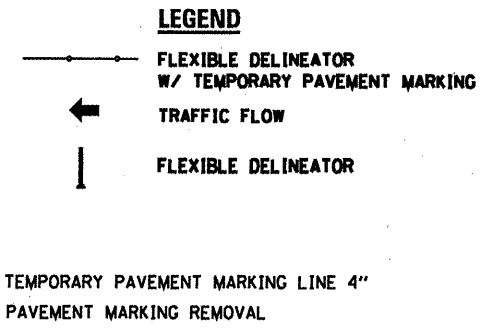 LEGEND
FLEXIBLE DELINEATOR
W/ TEMPORARY PAVEMENT MARKING
TRAFFIC FLOW
FLEXIBLE DELINEATOR
TEMPORARY PAVEMENT MARKING LINE 4"
PAVEMENT MARKING REMOVAL